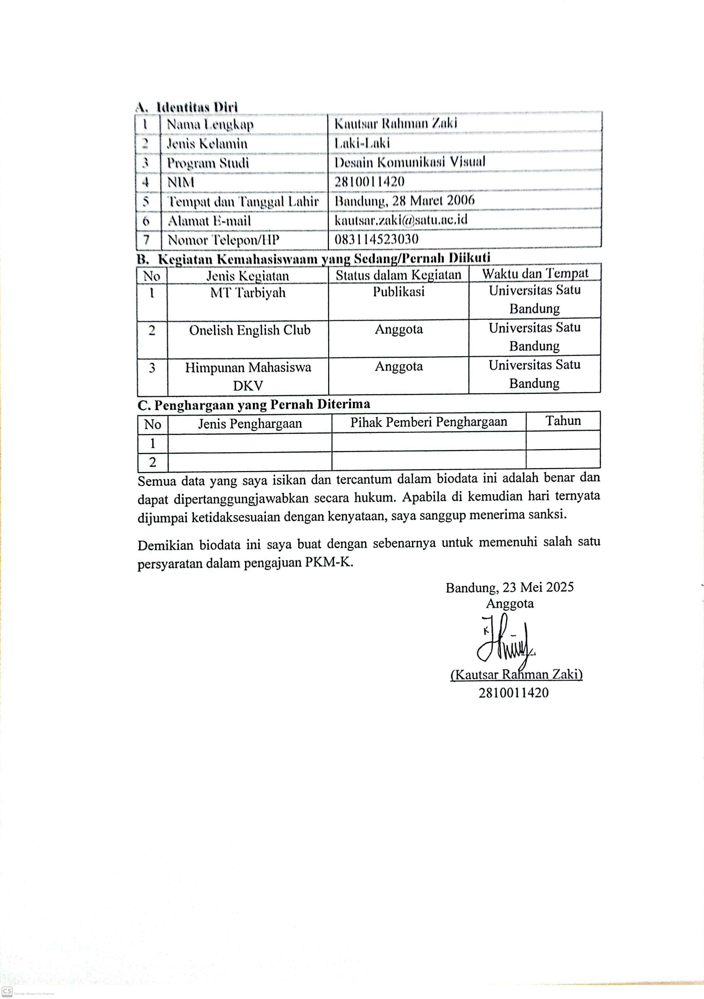 A. Identitas Diri
1 Nama Lengkap Kautsar Rahman Zaki
2 Jenis Kelamin Laki-Laki
3 Program Studi Desain Komunikasi Visual
4 NIM 2810011420
5 Tempat dan Tanggal Lahir Bandung, 28 Maret 2006
6 Alamat E-mail kautsar.zaki@satu.ac.id
7 Nomor Telepon/HP 083114523030
B. Kegiatan Kemahasiswaam yang Sedang/Pernah Diikuti
No Jenis Kegiatan Status dalam Kegiatan Waktu dan Tempat
1 MT Tarbiyah Publikasi Universitas Satu
Bandung
2 Onelish English Club Anggota Universitas Satu
Bandung
3 Himpunan Mahasiswa Anggota Universitas Satu
DKV Bandung
C. Penghargaan yang Pernah Diterima
No Jenis Penghargaan Pihak Pemberi Penghargaan Tahun
1
2
Semua data yang saya isikan dan tercantum dalam biodata ini adalah benar dan
dapat dipertanggungjawabkan secara hukum. Apabila di kemudian hari ternyata
dijumpai ketidaksesuaian dengan kenyataan, saya sanggup menerima sanksi.
Demikian biodata ini saya buat dengan sebenarnya untuk memenuhi salah satu
persyaratan dalam pengajuan PKM-K.
Bandung, 23 Mei 2025
Anggota
(Kautsar Rahman Zaki)
2810011420
CS Dipindai dengan CamScanner